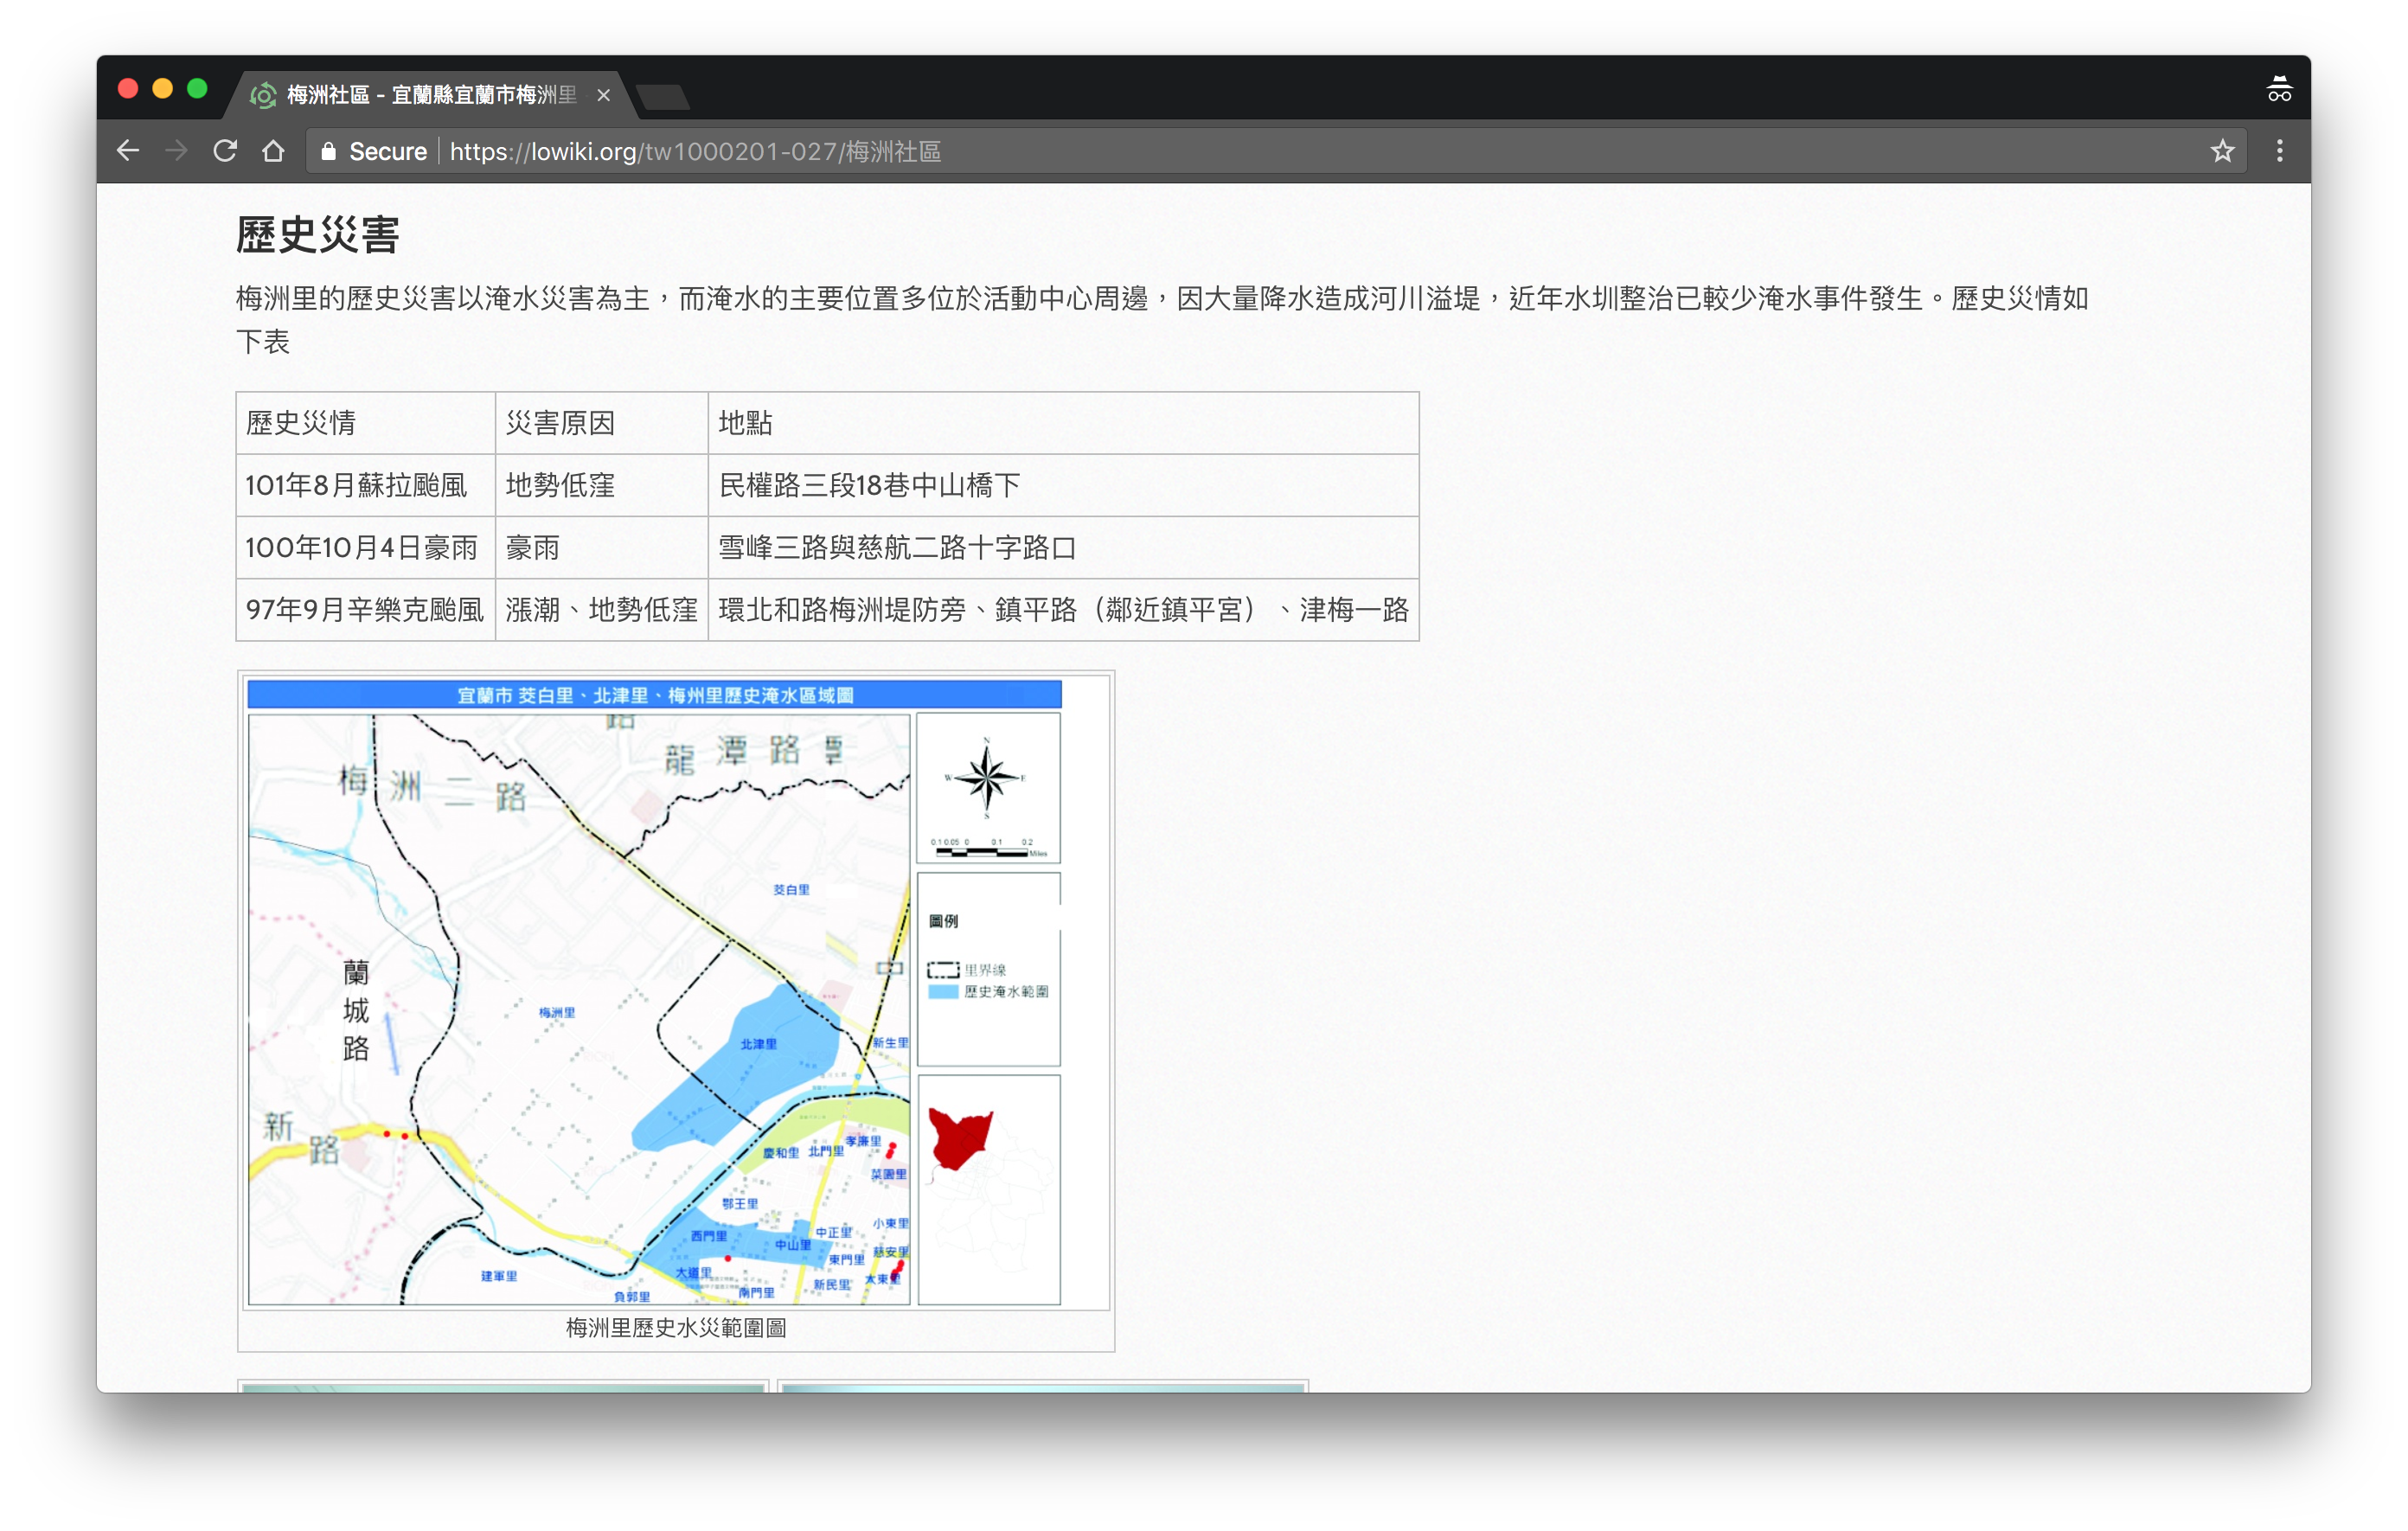 梅洲社區 - 宜蘭縣宜蘭市梅洲里
Secure https://lowiki.org/tw1000201-027/梅洲社區
歷史災害
梅洲里的歷史災害以淹水災害為主，而淹水的主要位置多位於活動中心周邊，因大量降水造成河川溢堤，近年水圳整治已較少淹水事件發生。歷史災情如
下表
歷史災情 災害原因 地點
101年8月蘇拉颱風 地勢低窪 民權路三段18巷中山橋下
100年10月4日豪雨 豪雨 雪峰三路與慈航二路十字路口
97年9月辛樂克颱風 漲潮、地勢低窪 環北和路梅洲堤防旁、鎮平路（鄰近鎮平宮）、津梅一路
宜蘭市 茭白里、北津里、梅州里歷史淹水區域圖
路
龍潭路
梅洲二路
N
W E
S
0.1 0.05 0 0.1 0.2
Miles
茭白里
圖例
里界線
歷史淹水範圍
蘭城路
梅洲里
北津里
新生里
新路
慶和里
北門里
孝廉里
菜園里
鄂王里
小東里
西門里
中山里
中正里
慈安里
東門里
大道里
太東里
建軍里
負郭里
南門里
新民里
梅洲里歷史水災範圍圖